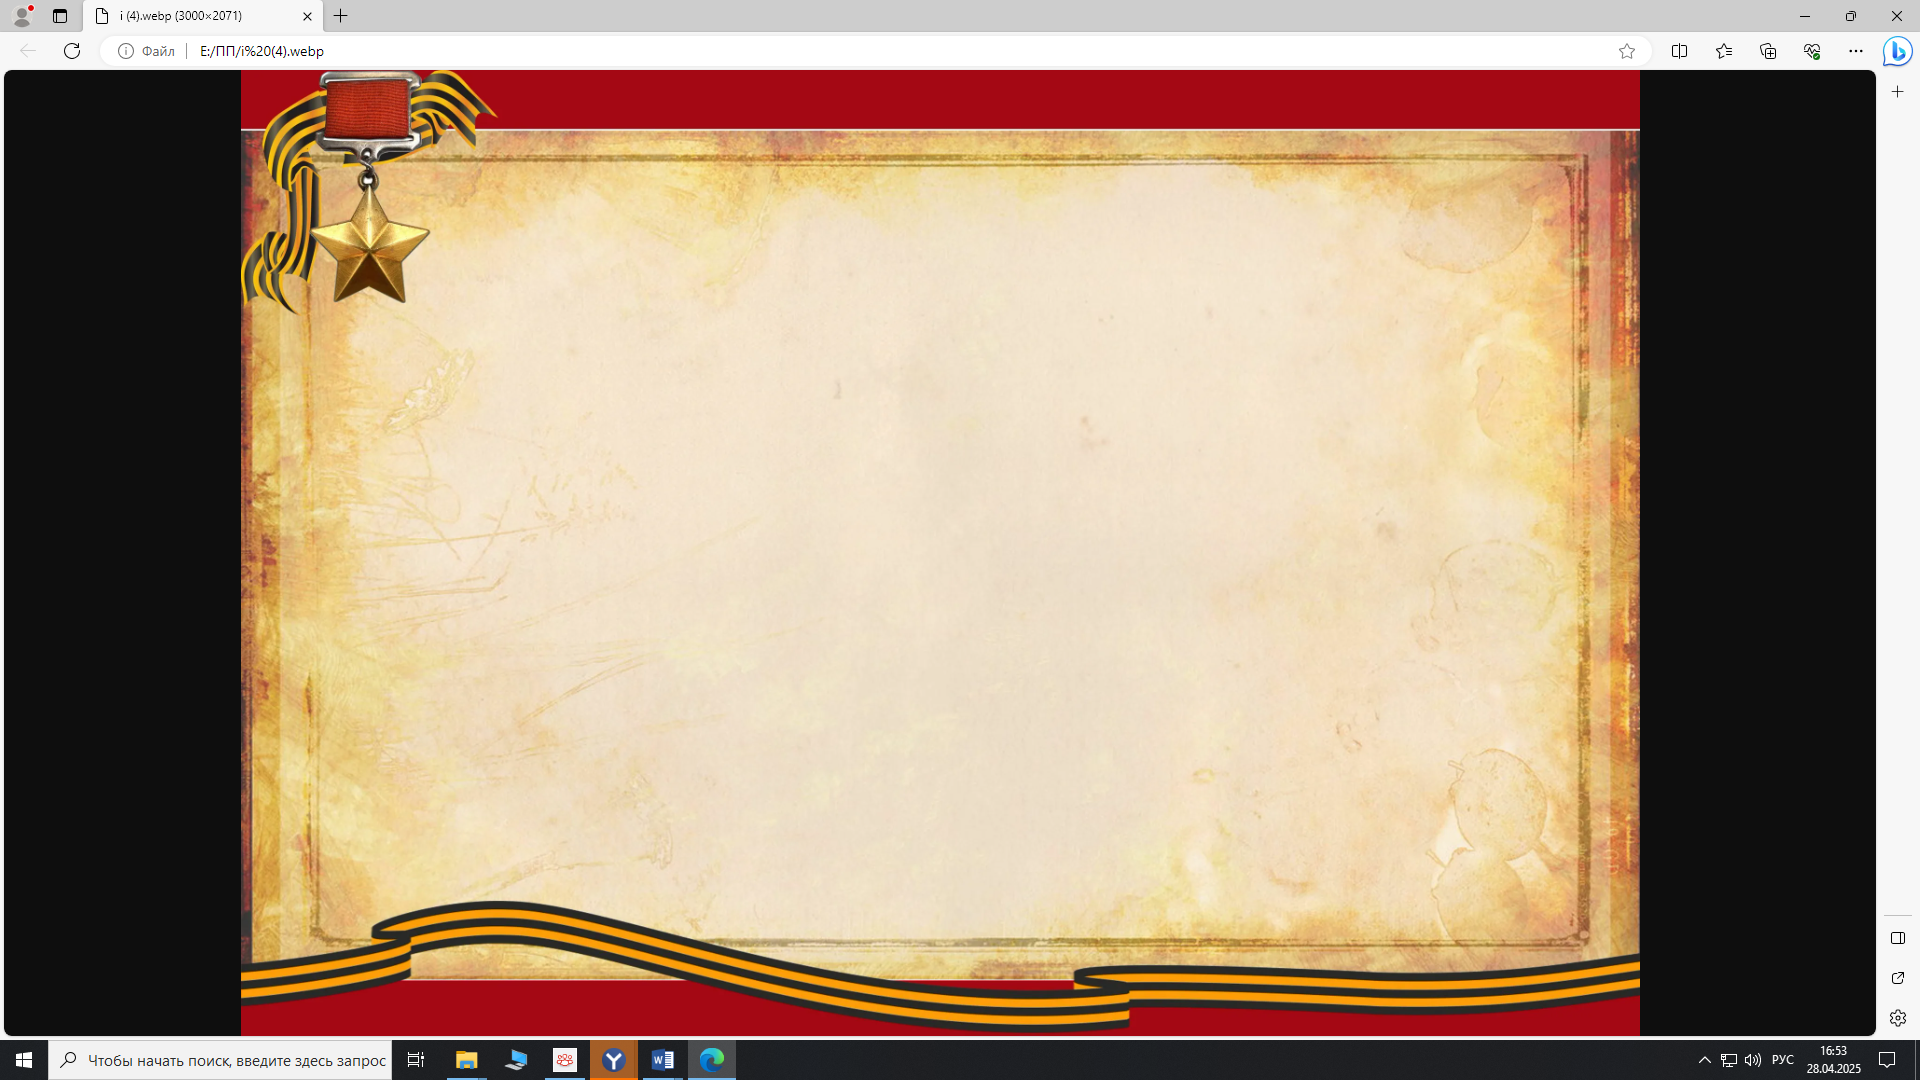 i (4).webp (3000×2071)
Файл
E:/ПП/i%20(4).webp
Чтобы начать поиск, введите здесь запрос
РУС
16:53
28.04.2025